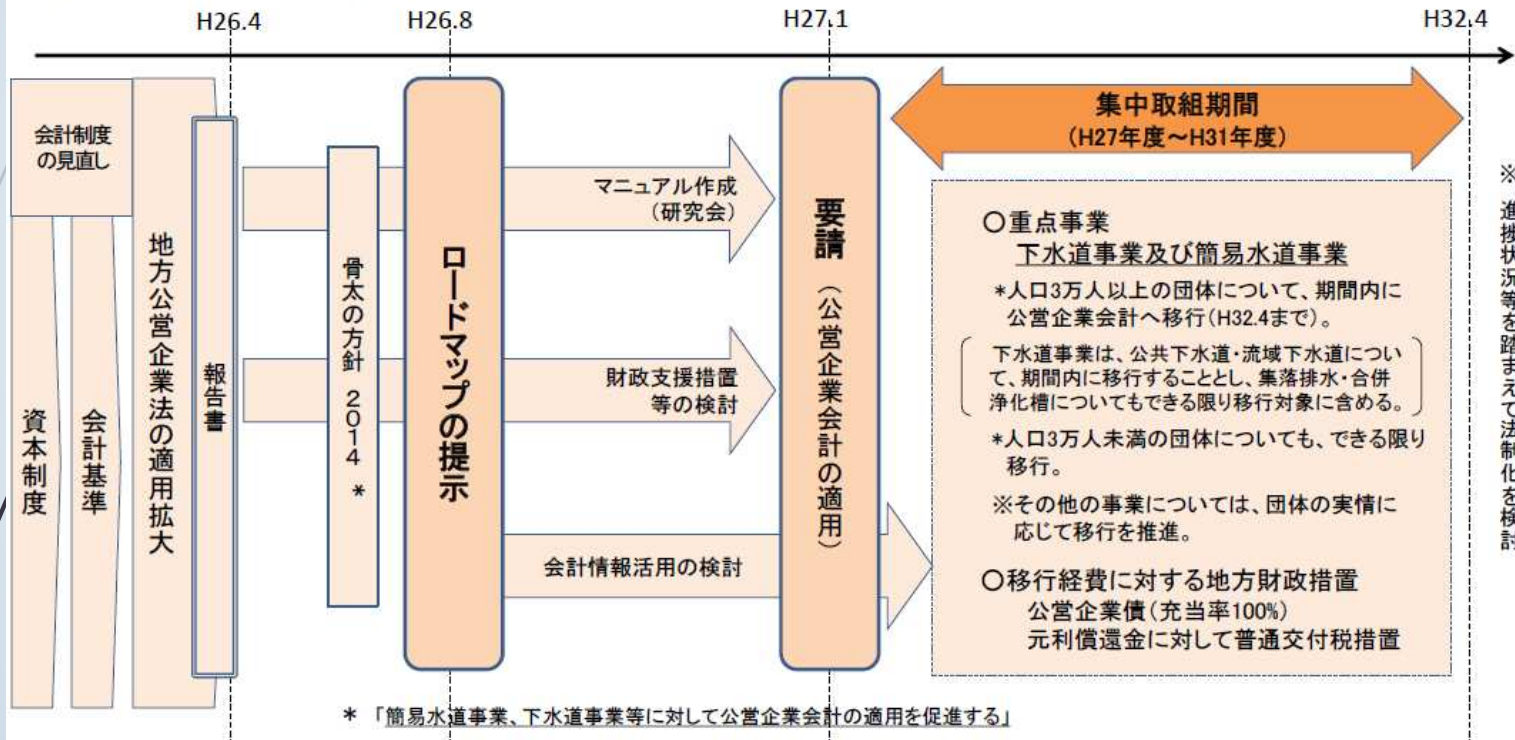 H26.4
H26.8
H27.1
H32.4
会計制度
の見直し
資本制度
会計基準
地方公営企業法の適用拡大
報告書
骨太の方針 2014 *
ロードマップの提示
マニュアル作成
(研究会)
財政支援措置
等の検討
会計情報活用の検討
要請(公営企業会計の適用)
集中取組期間
(H27年度～H31年度)
○重点事業
下水道事業及び簡易水道事業
*人口3万人以上の団体について、期間内に
公営企業会計へ移行(H32.4まで)。
下水道事業は、公共下水道・流域下水道につい
て、期間内に移行することとし、集落排水・合併
浄化槽についてもできる限り移行対象に含める。
*人口3万人未満の団体についても、できる限り
移行。
※その他の事業については、団体の実情に
応じて移行を推進。
○移行経費に対する地方財政措置
公営企業債(充当率100%)
元利償還金に対して普通交付税措置
※進捗状況等を踏まえて法制化を検討
* 「簡易水道事業、下水道事業等に対して公営企業会計の適用を促進する」